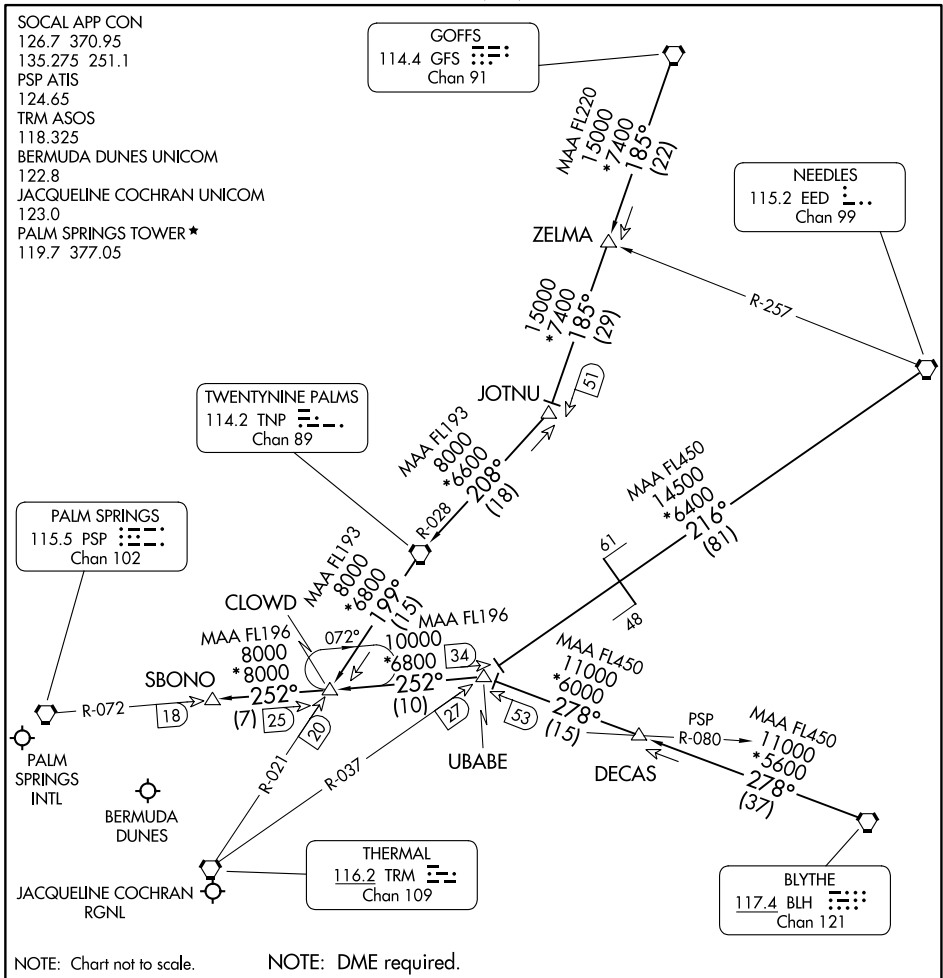 SOCAL APP CON
126.7 370.95
135.275 251.1
PSP ATIS
124.65
TRM ASOS
118.325
BERMUDA DUNES UNICOM
122.8
JACQUELINE COCHRAN UNICOM
123.0
PALM SPRINGS TOWER★
119.7 377.05
GOFFS
114.4 GFS
Chan 91
MAA FL220
15000
*7400
185°
(22)
NEEDLES
115.2 EED
Chan 99
ZELMA
R-257
15000
*7400
185°
(29)
51
JOTNU
TWENTYNINE PALMS
114.2 TNP
Chan 89
MAA FL193
8000
*6600
208°
(18)
R-028
MAA FL450
14500
*6400
216°
(81)
61
48
PALM SPRINGS
115.5 PSP
Chan 102
CLOWD
MAA FL193
8000
*6800
199°
(15)
072°
MAA FL196
10000
*6800
252°
(10)
34
MAA FL196
8000
*8000
252°
(7)
SBONO
R-072
18
25
20
27
53
UBABE
MAA FL450
11000
*6000
278°
(15)
DECAS
PSP
R-080
MAA FL450
11000
*5600
278°
(37)
R-021
R-037
PALM
SPRINGS
INTL
BERMUDA
DUNES
JACQUELINE COCHRAN
RGNL
THERMAL
116.2 TRM
Chan 109
BLYTHE
117.4 BLH
Chan 121
NOTE: Chart not to scale.
NOTE: DME required.